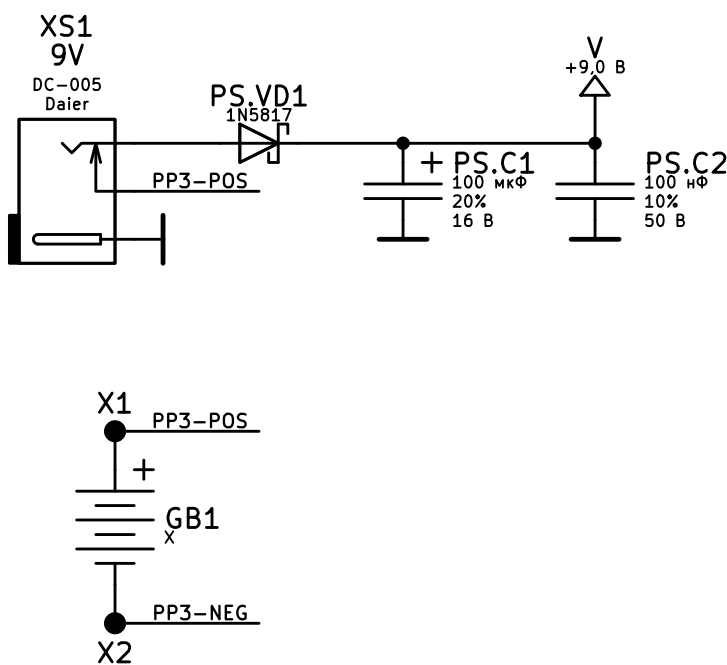 XS1
9V
DC-005
Daier
PS.VD1
1N5817
V
+9,0 В
PP3-POS
+ PS.C1
100 мкФ
20%
16 В
PS.C2
100 нФ
10%
50 В
X1
PP3-POS
+
GB1
X
PP3-NEG
X2